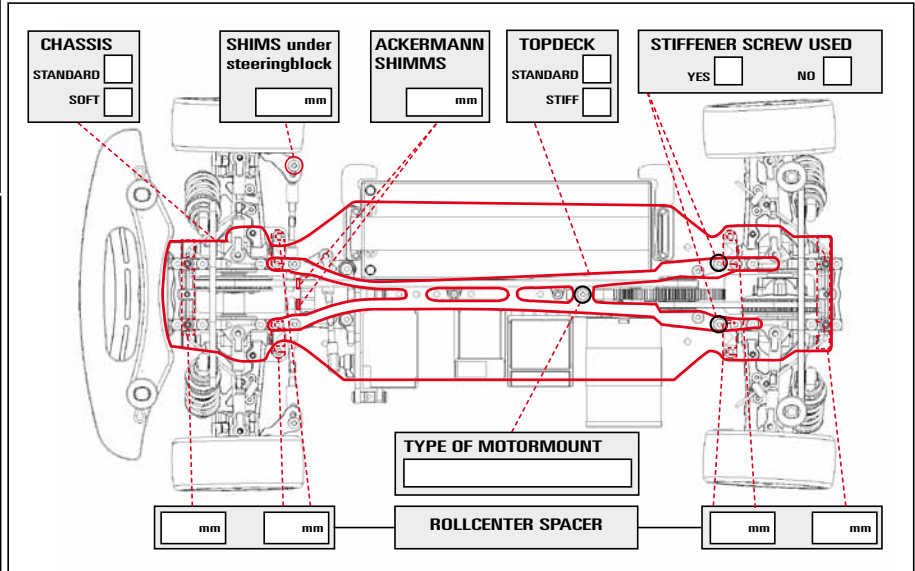 CHASSIS
STANDARD
SOFT
SHIMS under
steeringblock
mm
ACKERMANN
SHIMMS
mm
TOPDECK
STANDARD
STIFF
STIFFENER SCREW USED
YES NO
TYPE OF MOTORMOUNT
mm mm ROLLCENTER SPACER mm mm